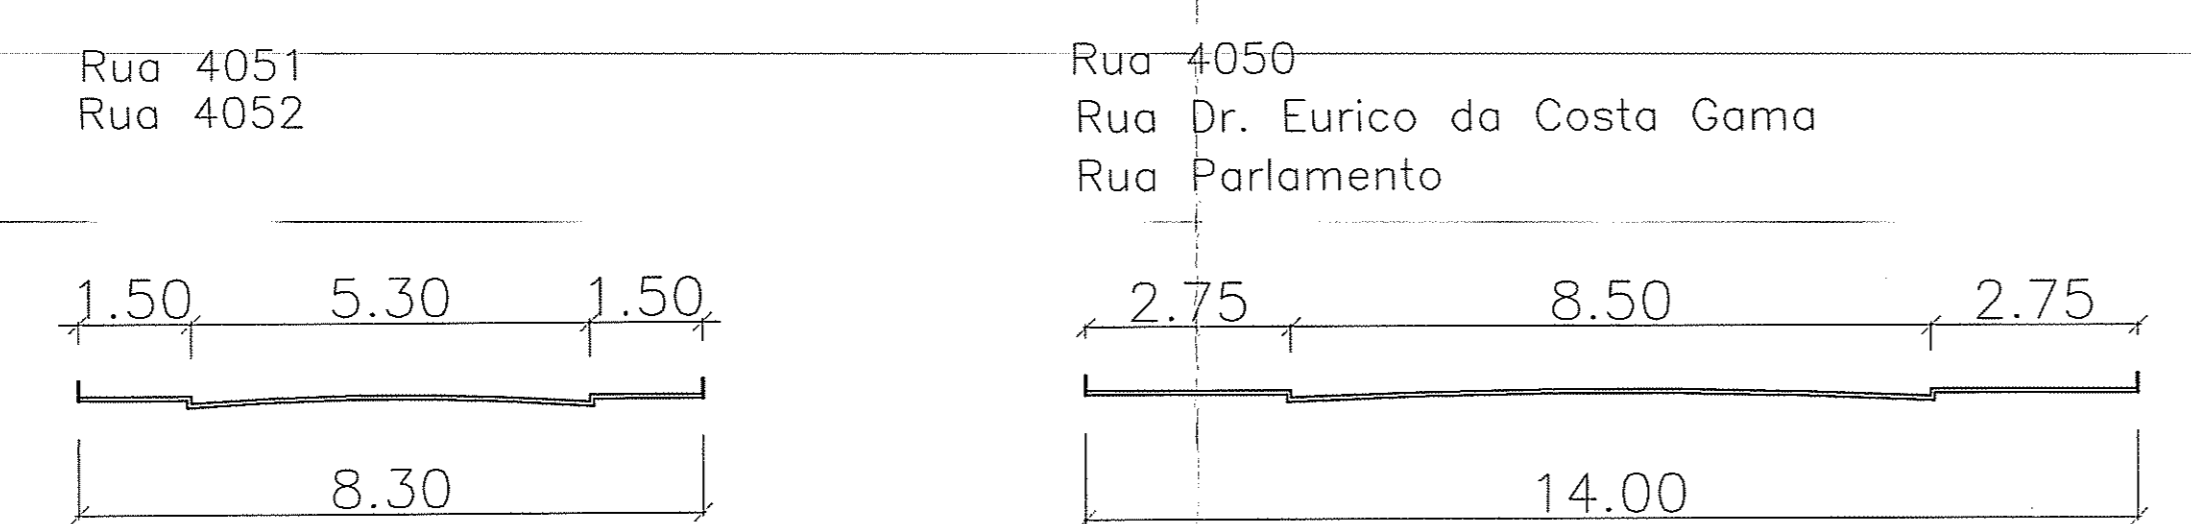 Rua 4051
Rua 4052
1.50 5.30 1.50
8.30
Rua 4050
Rua Dr. Eurico da Costa Gama
Rua Parlamento
2.75 8.50 2.75
14.00